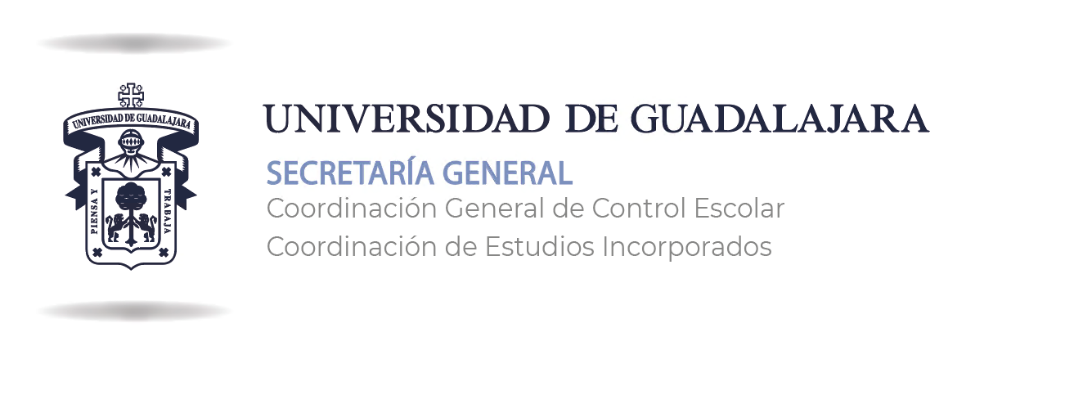 UNIVERSIDAD DE GUADALAJARA
PIENSA Y
TRABAJA
UNIVERSIDAD DE GUADALAJARA
SECRETARÍA GENERAL
Coordinación General de Control Escolar
Coordinación de Estudios Incorporados